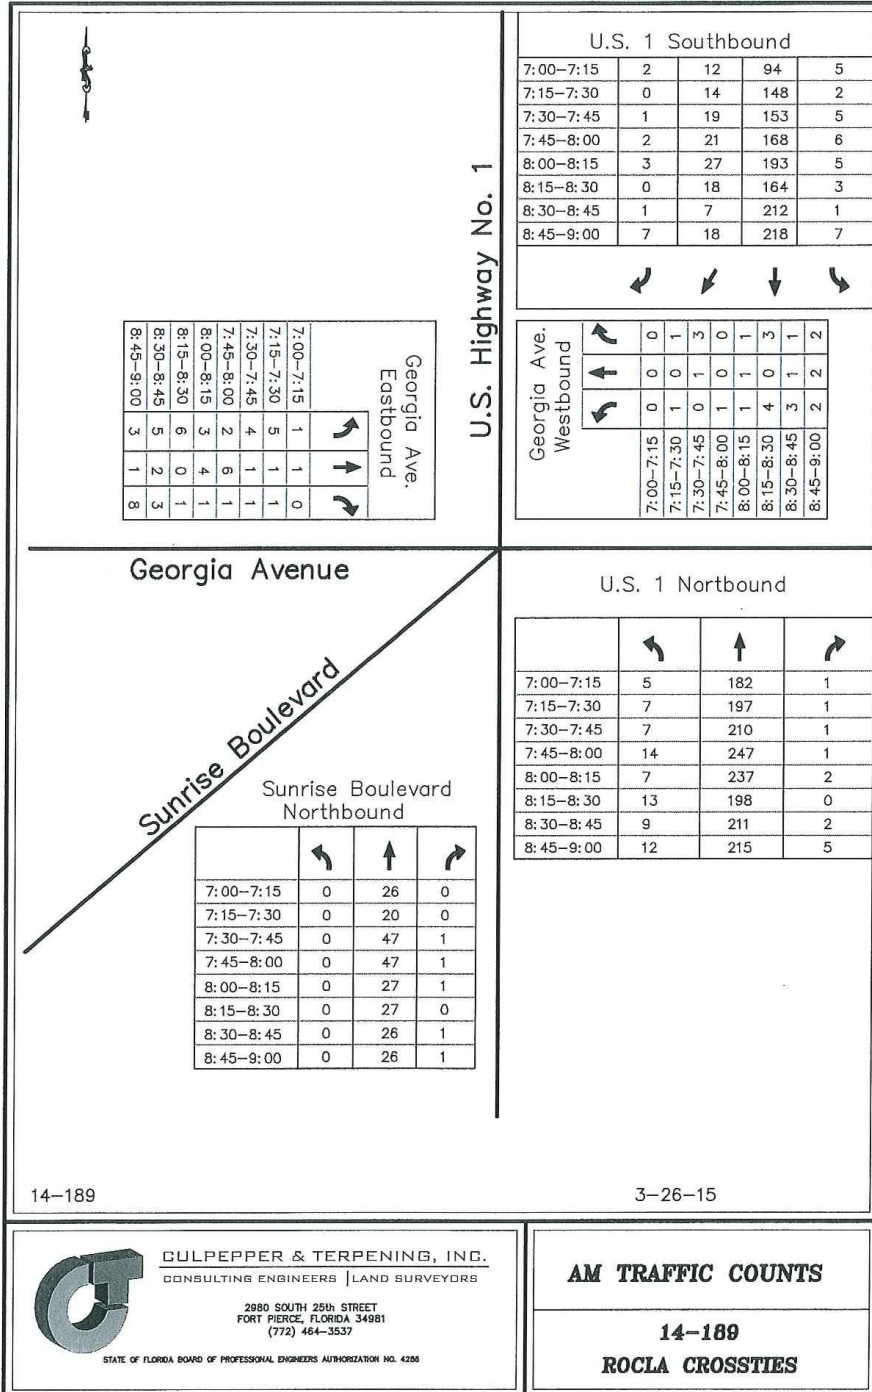 U.S. 1 Southbound
7:00-7:15 2 12 94 5
7:15-7:30 0 14 148 2
7:30-7:45 1 19 153 5
7:45-8:00 2 21 168 6
8:00-8:15 3 27 193 5
8:15-8:30 0 18 164 3
8:30-8:45 1 7 212 1
8:45-9:00 7 18 218 7
U.S. Highway No. 1
Georgia Ave.
Eastbound
7:00-7:15 1 1 0
7:15-7:30 5 1 1
7:30-7:45 4 1 1
7:45-8:00 2 6 1
8:00-8:15 3 4 1
8:15-8:30 6 0 1
8:30-8:45 5 2 3
8:45-9:00 3 1 8
Georgia Ave.
Westbound
7:00-7:15 0 0 0
7:15-7:30 1 0 1
7:30-7:45 0 1 3
7:45-8:00 1 0 0
8:00-8:15 1 1 1
8:15-8:30 4 0 3
8:30-8:45 3 1 1
8:45-9:00 2 2 2
Georgia Avenue
Sunrise Boulevard
U.S. 1 Nortbound
7:00-7:15 5 182 1
7:15-7:30 7 197 1
7:30-7:45 7 210 1
7:45-8:00 14 247 1
8:00-8:15 7 237 2
8:15-8:30 13 198 0
8:30-8:45 9 211 2
8:45-9:00 12 215 5
Sunrise Boulevard
Northbound
7:00-7:15 0 26 0
7:15-7:30 0 20 0
7:30-7:45 0 47 1
7:45-8:00 0 47 1
8:00-8:15 0 27 1
8:15-8:30 0 27 0
8:30-8:45 0 26 1
8:45-9:00 0 26 1
14-189
3-26-15
CT
CULPEPPER & TERPENING, INC.
CONSULTING ENGINEERS | LAND SURVEYORS
2980 SOUTH 25th STREET
FORT PIERCE, FLORIDA 34981
(772) 464-3537
STATE OF FLORIDA BOARD OF PROFESSIONAL ENGINEERS AUTHORIZATION NO. 4286
AM TRAFFIC COUNTS
14-189
ROCLA CROSSTIES